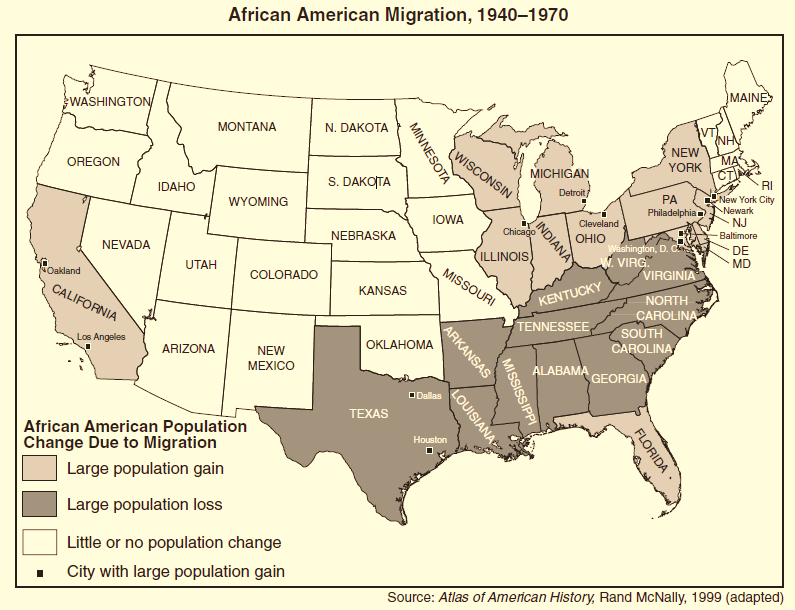 African American Migration, 1940–1970
WASHINGTON
MONTANA
N. DAKOTA
MINNESOTA
MAINE
OREGON
IDAHO
WYOMING
S. DAKOTA
WISCONSIN
MICHIGAN
Detroit
NEW
YORK
VT
NH
MA
CT
RI
New York City
Newark
NJ
PA
Philadelphia
Baltimore
DE
MD
NEVADA
UTAH
COLORADO
NEBRASKA
IOWA
Chicago
ILLINOIS
INDIANA
Cleveland
OHIO
Washington, D. C.
W. VIRG.
VIRGINIA
Oakland
CALIFORNIA
Los Angeles
KANSAS
MISSOURI
KENTUCKY
NORTH
CAROLINA
TENNESSEE
SOUTH
CAROLINA
ARIZONA
NEW
MEXICO
OKLAHOMA
ARKANSAS
MISSISSIPPI
ALABAMA
GEORGIA
TEXAS
Dallas
Houston
LOUISIANA
FLORIDA
African American Population
Change Due to Migration
Large population gain
Large population loss
Little or no population change
City with large population gain
Source: Atlas of American History, Rand McNally, 1999 (adapted)